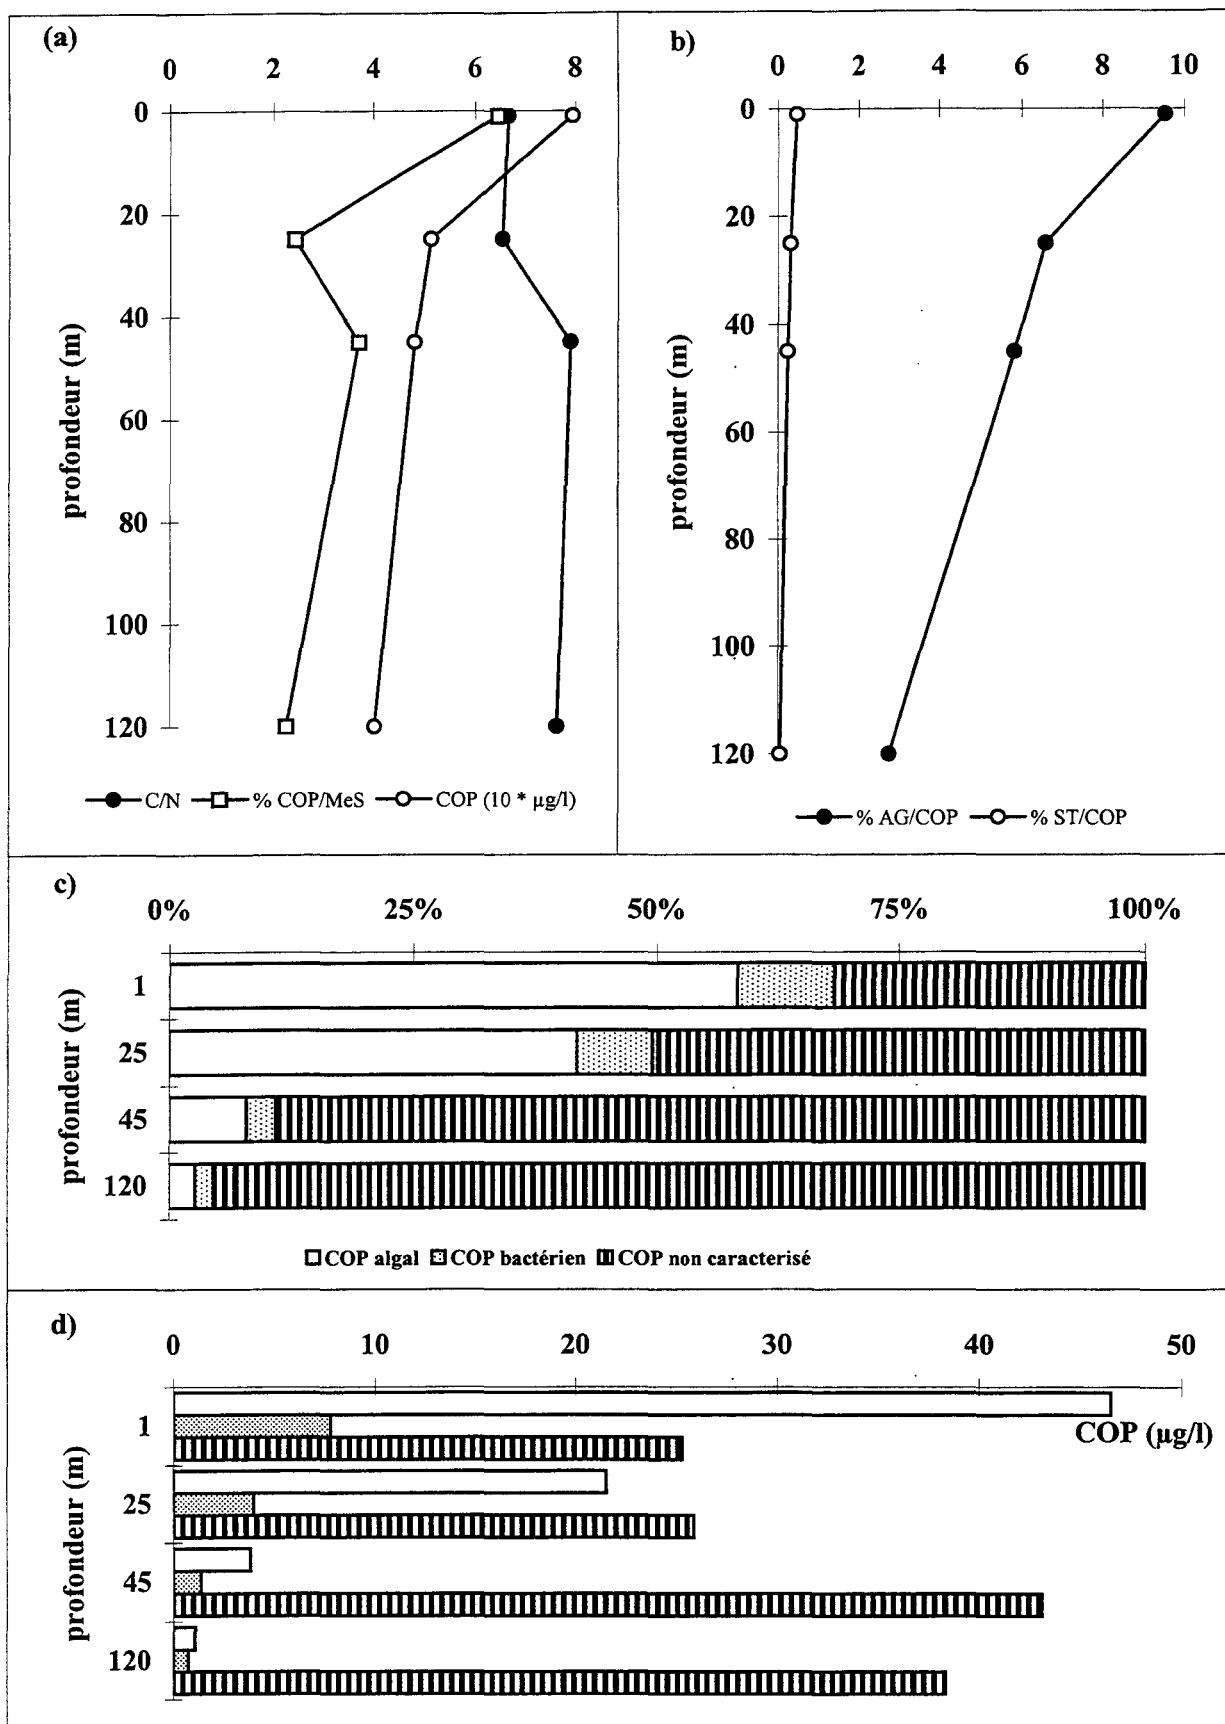 (a)
0 2 4 6 8
0
20
40
60
80
100
120
profondeur (m)
C/N % COP/MeS COP (10 * µg/l)
b)
0 2 4 6 8 10
0
20
40
60
80
100
120
profondeur (m)
% AG/COP % ST/COP
c)
0% 25% 50% 75% 100%
1
25
45
120
profondeur (m)
COP algal COP bactérien COP non caracterisé
d)
0 10 20 30 40 50
COP (µg/l)
1
25
45
120
profondeur (m)